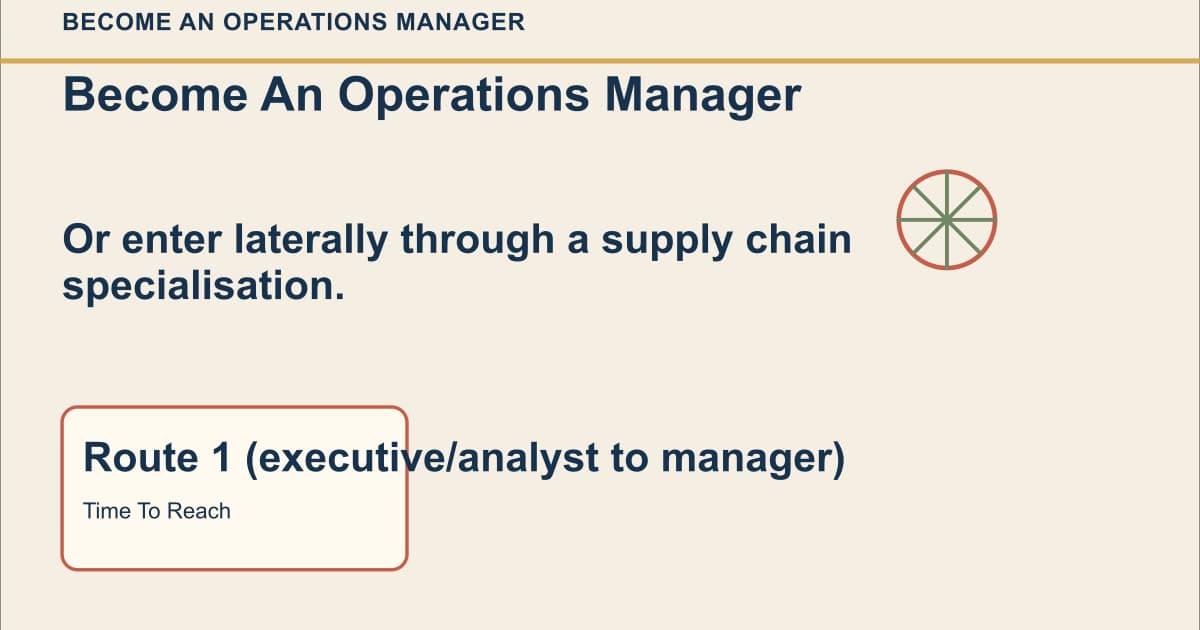 BECOME AN OPERATIONS MANAGER
Become An Operations Manager
Or enter laterally through a supply chain
specialisation.
Route 1 (executive/analyst to manager)
Time To Reach